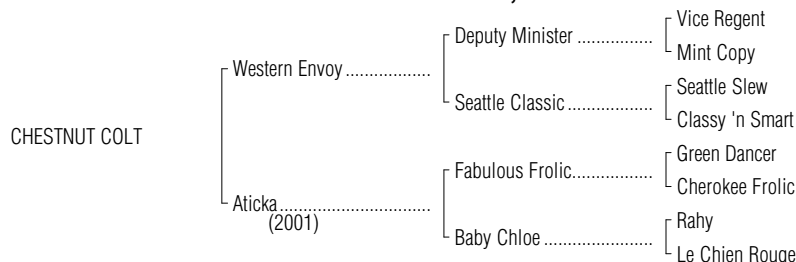 Vice Regent
Deputy Minister ................
Mint Copy
Western Envoy ..................
Seattle Slew
Seattle Classic ..................
Classy 'n Smart
CHESTNUT COLT
Green Dancer
Fabulous Frolic.................
Cherokee Frolic
Aticka................................
(2001)
Rahy
Baby Chloe .......................
Le Chien Rouge